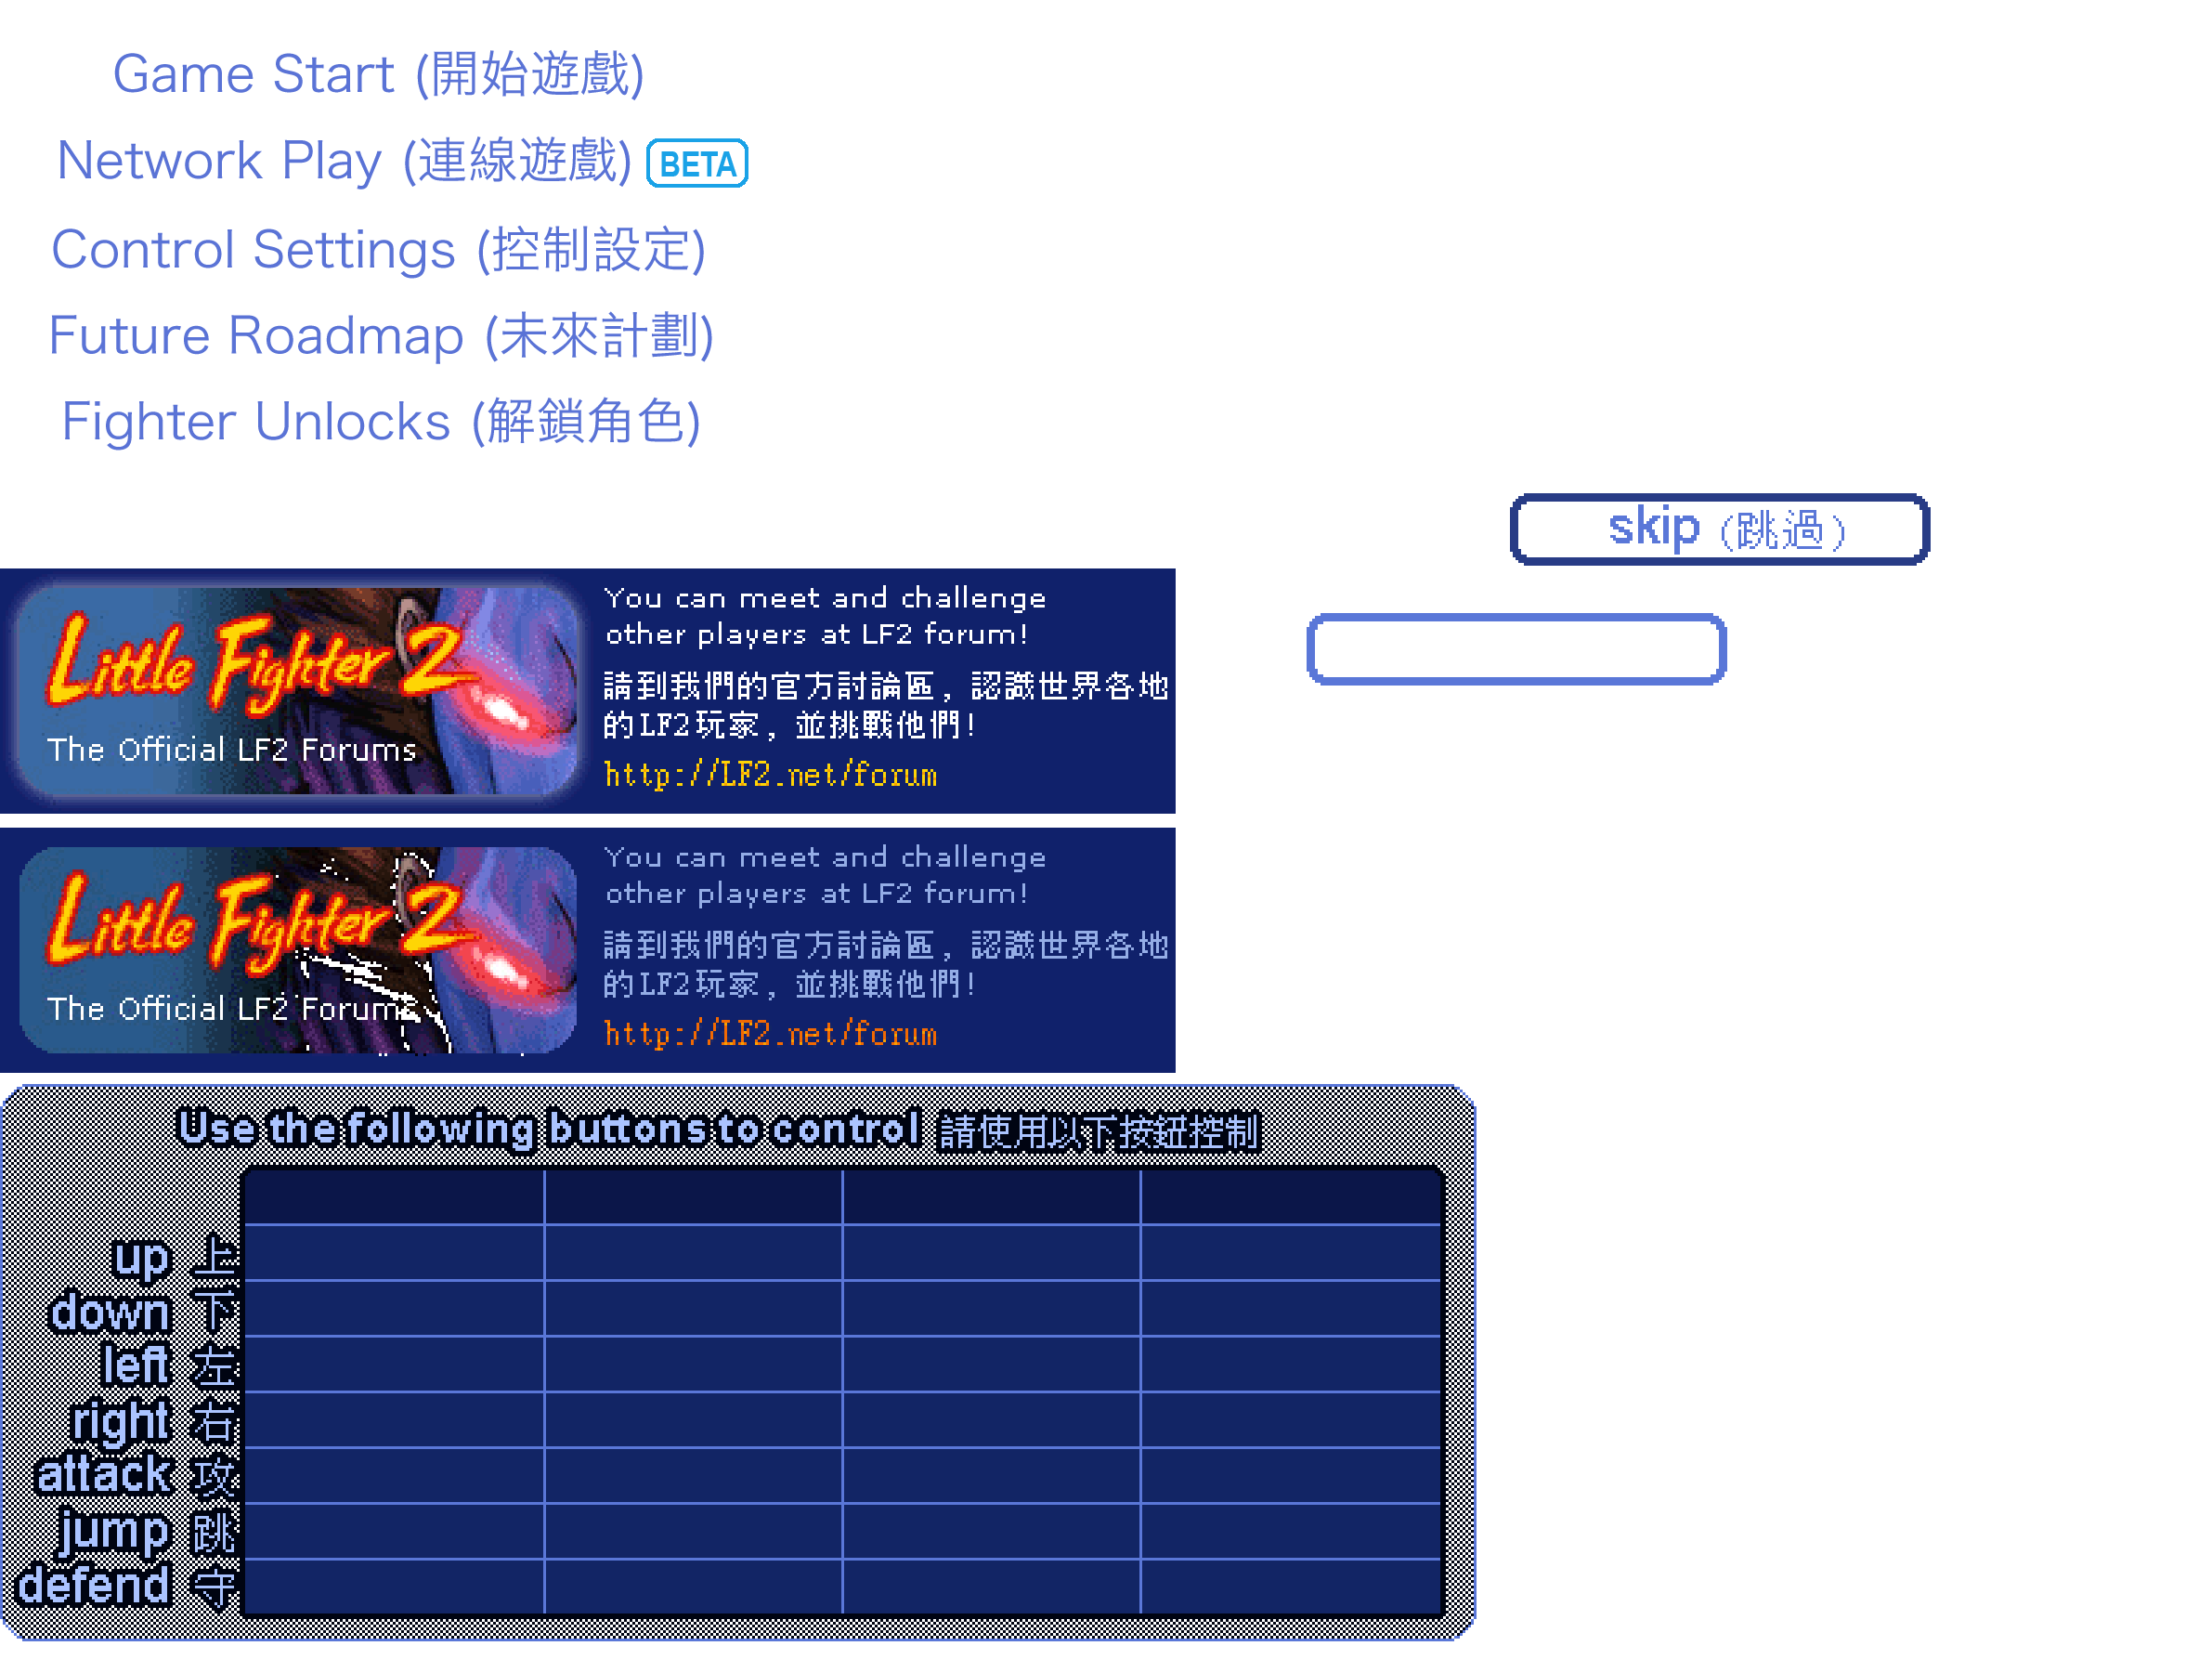 Game Start (開始遊戲)
Network Play (連線遊戲) BETA
Control Settings (控制設定)
Future Roadmap (未來計劃)
Fighter Unlocks (解鎖角色)
skip (跳過)
Little Fighter 2
The Official LF2 Forums
You can meet and challenge
other players at LF2 forum!
請到我們的官方討論區，認識世界各地
的LF2玩家，並挑戰他們!
http://LF2.net/forum
Little Fighter 2
The Official LF2 Forums
You can meet and challenge
other players at LF2 forum!
請到我們的官方討論區，認識世界各地
的LF2玩家，並挑戰他們!
http://LF2.net/forum
Use the following buttons to control 請使用以下按鈕控制
up 上
down 下
left 左
right 右
attack 攻
jump 跳
defend 守